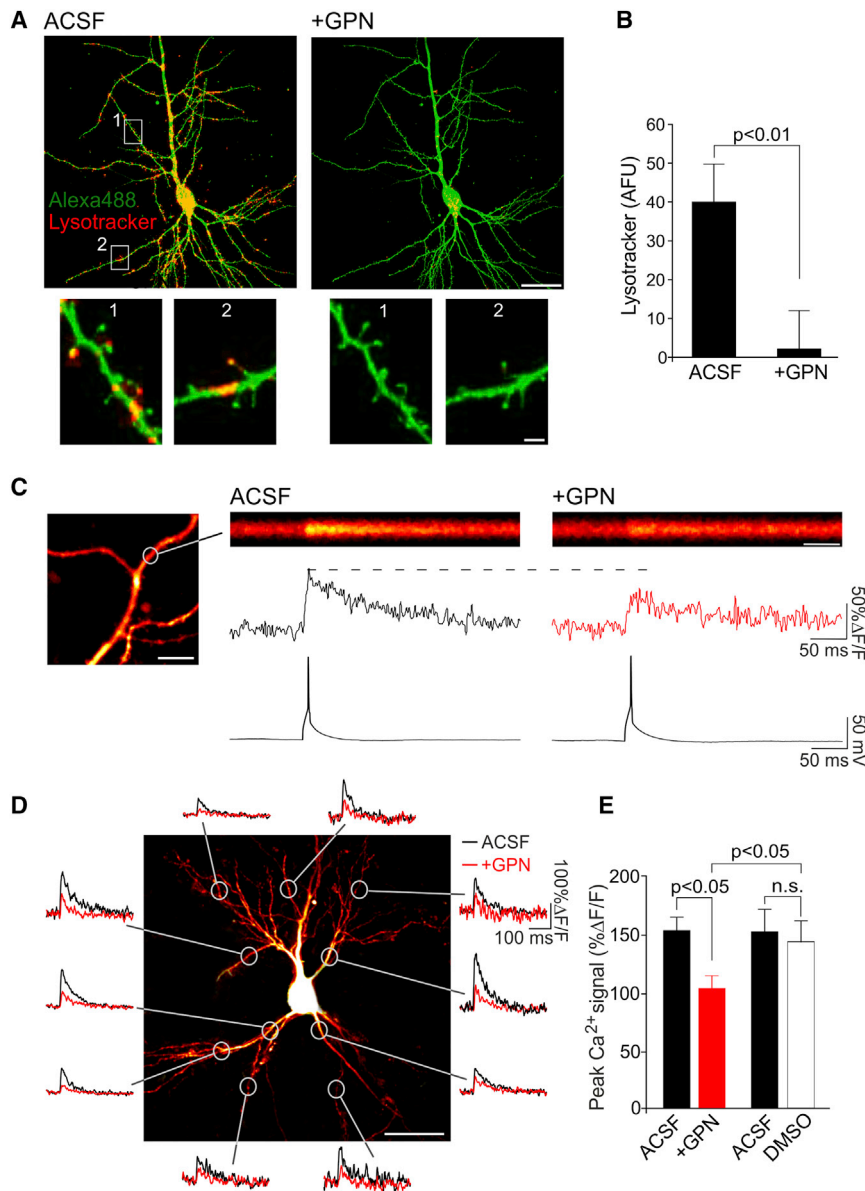 A
ACSF
+GPN
1
2
Alexa488
Lysotracker
1
2
1
2
B
Lysotracker (AFU)
60
50
40
30
20
10
0
p<0.01
ACSF
+GPN
C
ACSF
+GPN
50%ΔF/F
50 ms
50 mV
50 ms
D
ACSF
+GPN
100%ΔF/F
100 ms
E
Peak Ca²⁺ signal (%ΔF/F)
200
150
100
50
0
p<0.05
p<0.05
n.s.
ACSF
+GPN
ACSF
DMSO